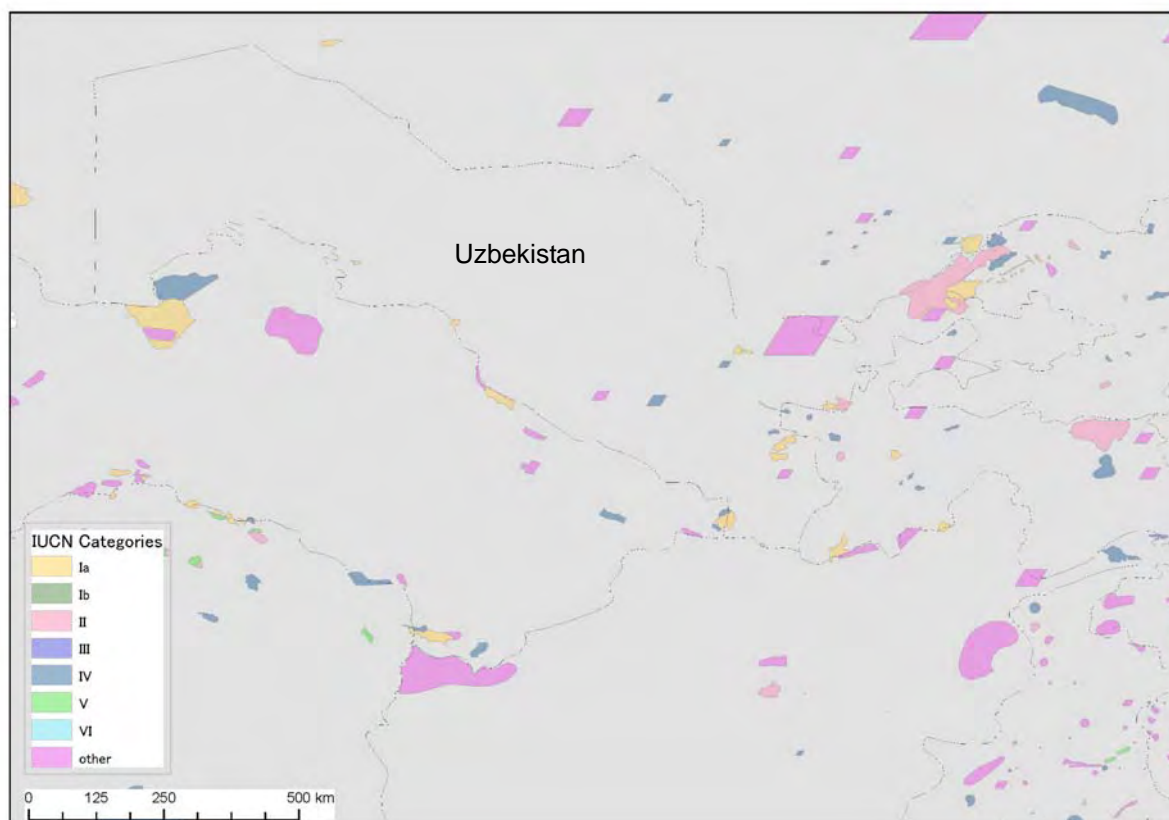 Uzbekistan
IUCN Categories
Ia
Ib
II
III
IV
V
VI
other
0 125 250 500 km